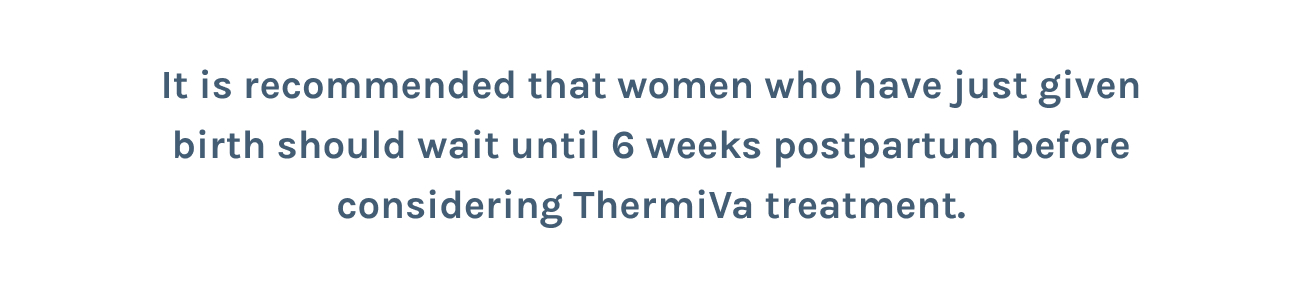 It is recommended that women who have just given
birth should wait until 6 weeks postpartum before
considering ThermiVa treatment.